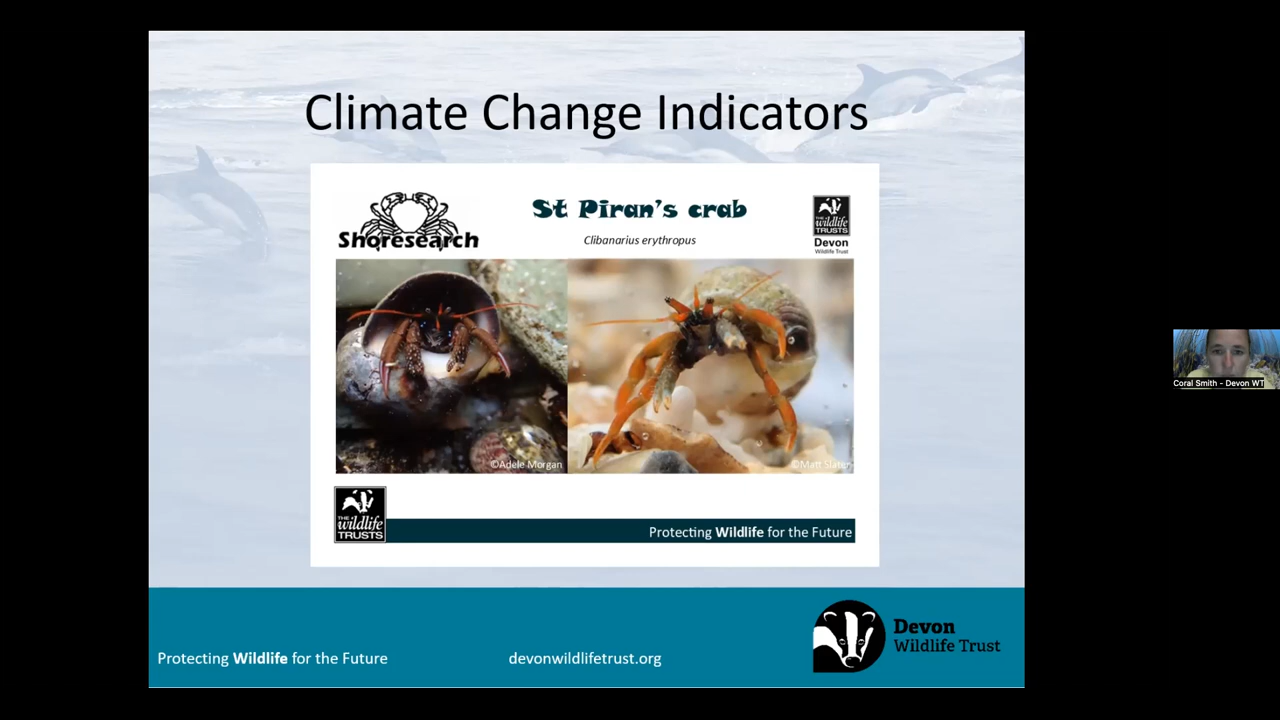 Climate Change Indicators
Shoresearch
St Piran's crab
Clibanarius erythropus
THE
wildlife
TRUSTS
Devon
Wildlife Trust
©Adele Morgan
©Matt Slater
THE
wildlife
TRUSTS
Protecting Wildlife for the Future
Coral Smith - Devon WT
Protecting Wildlife for the Future
devonwildlifetrust.org
Devon
Wildlife Trust